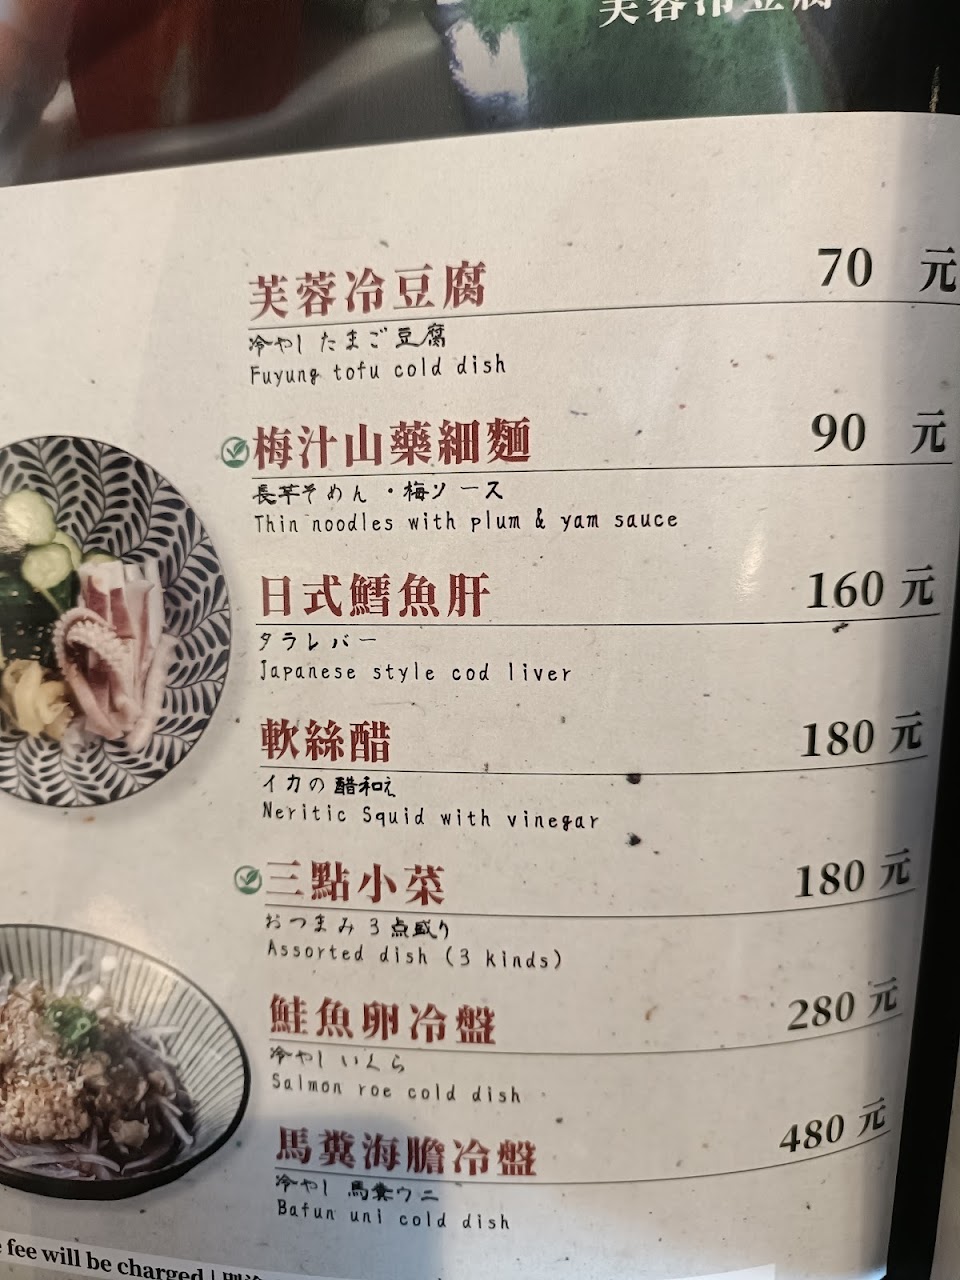 芙蓉冷豆腐
芙蓉冷豆腐 70 元
冷やしたまご豆腐
Fuyung tofu cold dish
梅汁山藥細麵 90 元
長芋そめん・梅ソース
Thin noodles with plum & yam sauce
日式鱈魚肝 160 元
タラレバー
Japanese style cod liver
軟絲醋 180 元
イカの醋和え
Neritic Squid with vinegar
三點小菜 180 元
おつまみ3点盛り
Assorted dish (3 kinds)
鮭魚卵冷盤 280 元
冷やしいくら
Salmon roe cold dish
馬糞海膽冷盤 480 元
冷やし馬糞ウニ
Bafun uni cold dish
fee will be charged |